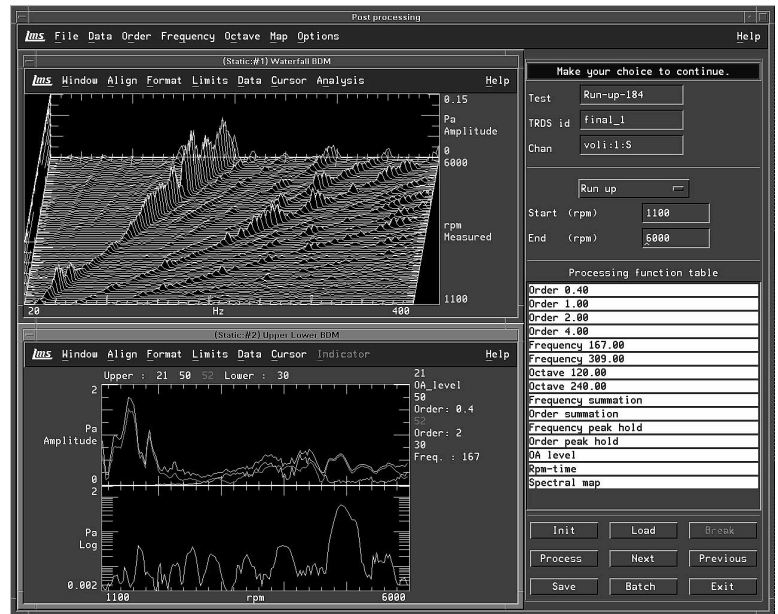 Post processing
lms File Data Order Frequency Octave Map Options Help
(Static:#1) Waterfall BDM
lms Window Align Format Limits Data Cursor Analysis Help
0.15
Pa
Amplitude
0
6000
rpm
Measured
1100
20 Hz 400
(Static:#2) Upper Lower BDM
lms Window Align Format Limits Data Cursor Indicator Help
Upper : 21 50 52 Lower : 30
2
Pa
Amplitude
0
2
Pa
Log
0.002
1100 rpm 6000
21
OA_level
50
Order: 0.4
52
Order: 2
30
Freq. : 167
Make your choice to continue.
Test Run-up-184
TRDS id final_1
Chan voli:1:S
Run up
Start (rpm) 1100
End (rpm) 6000
Processing function table
Order 0.40
Order 1.00
Order 2.00
Order 4.00
Frequency 167.00
Frequency 309.00
Octave 120.00
Octave 240.00
Frequency summation
Order summation
Frequency peak hold
Order peak hold
OA level
Rpm-time
Spectral map
Init Load Break
Process Next Previous
Save Batch Exit